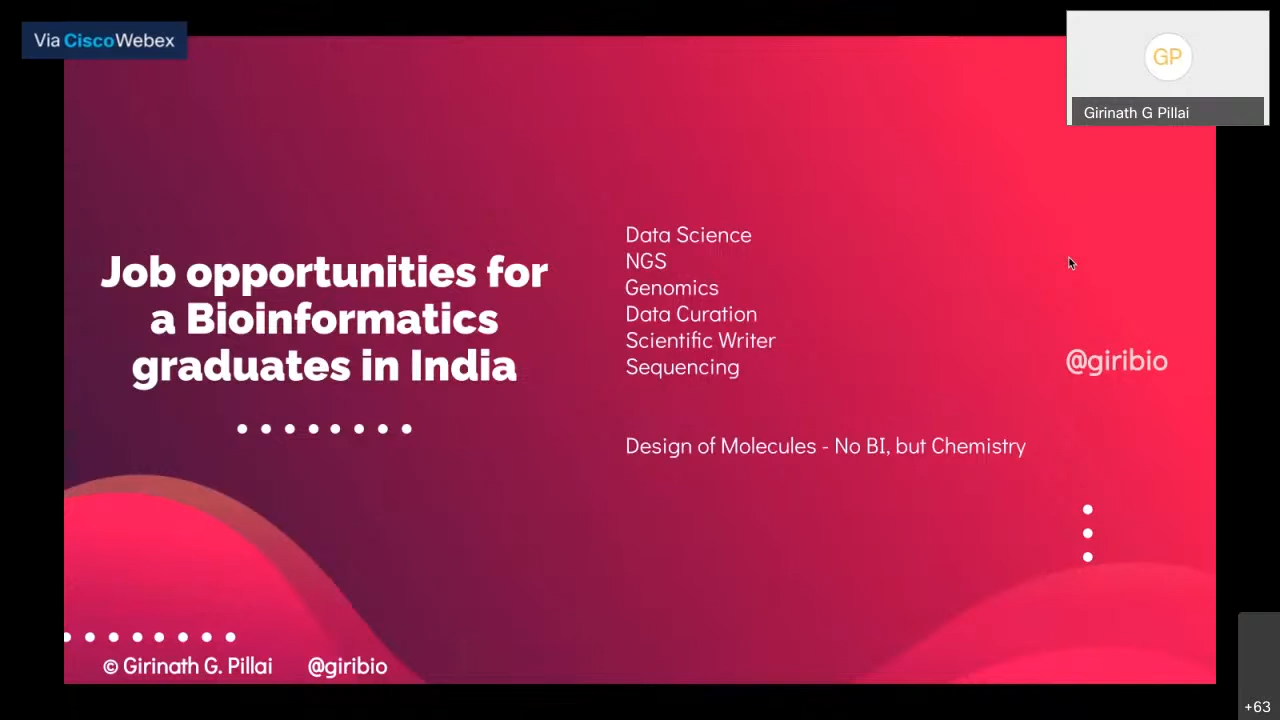 Via CiscoWebex
GP
Girinath G Pillai
Job opportunities for
a Bioinformatics
graduates in India
Data Science
NGS
Genomics
Data Curation
Scientific Writer
Sequencing
Design of Molecules - No BI, but Chemistry
@giribio
© Girinath G. Pillai @giribio
+63